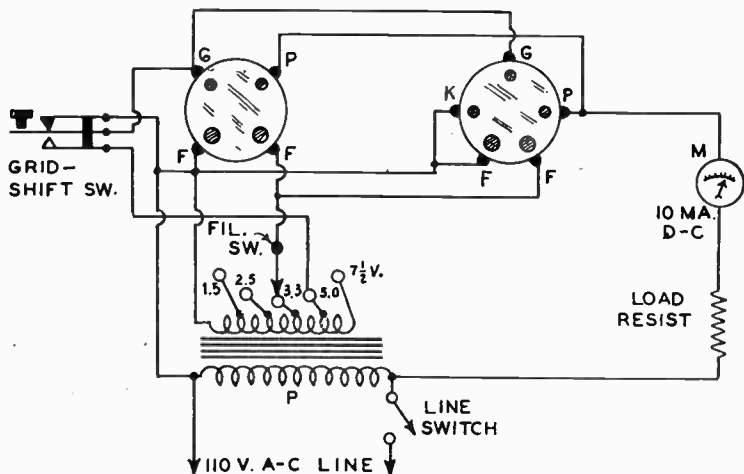 G
P
G
K
P
F
F
F
F
GRID-
SHIFT SW.
M
10 MA.
D-C
FIL.
SW.
1.5
2.5
3.3
5.0
7½ V.
LOAD
RESIST
P
LINE
SWITCH
110 V. A-C LINE